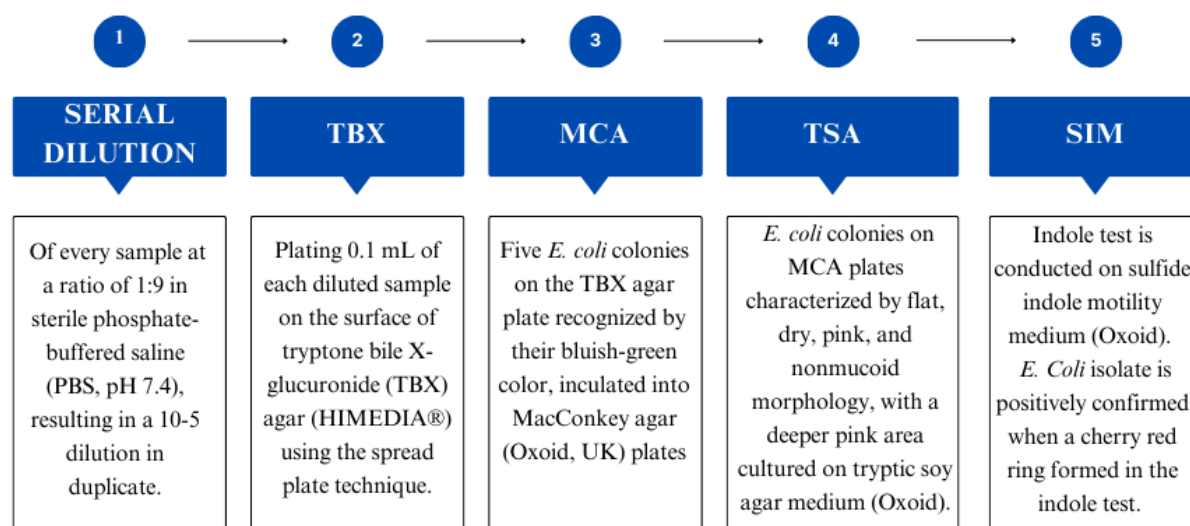 1
2
3
4
5
SERIAL
DILUTION
TBX
MCA
TSA
SIM
Of every sample at
a ratio of 1:9 in
sterile phosphate-
buffered saline
(PBS, pH 7.4),
resulting in a 10-5
dilution in
duplicate.
Plating 0.1 mL of
each diluted sample
on the surface of
tryptone bile X-
glucuronide (TBX)
agar (HIMEDIA®)
using the spread
plate technique.
Five E. coli colonies
on the TBX agar
plate recognized by
their bluish-green
color, inculated into
MacConkey agar
(Oxoid, UK) plates
E. coli colonies on
MCA plates
characterized by flat,
dry, pink, and
nonmucoid
morphology, with a
deeper pink area
cultured on tryptic soy
agar medium (Oxoid).
Indole test is
conducted on sulfide
indole motility
medium (Oxoid).
E. Coli isolate is
positively confirmed
when a cherry red
ring formed in the
indole test.